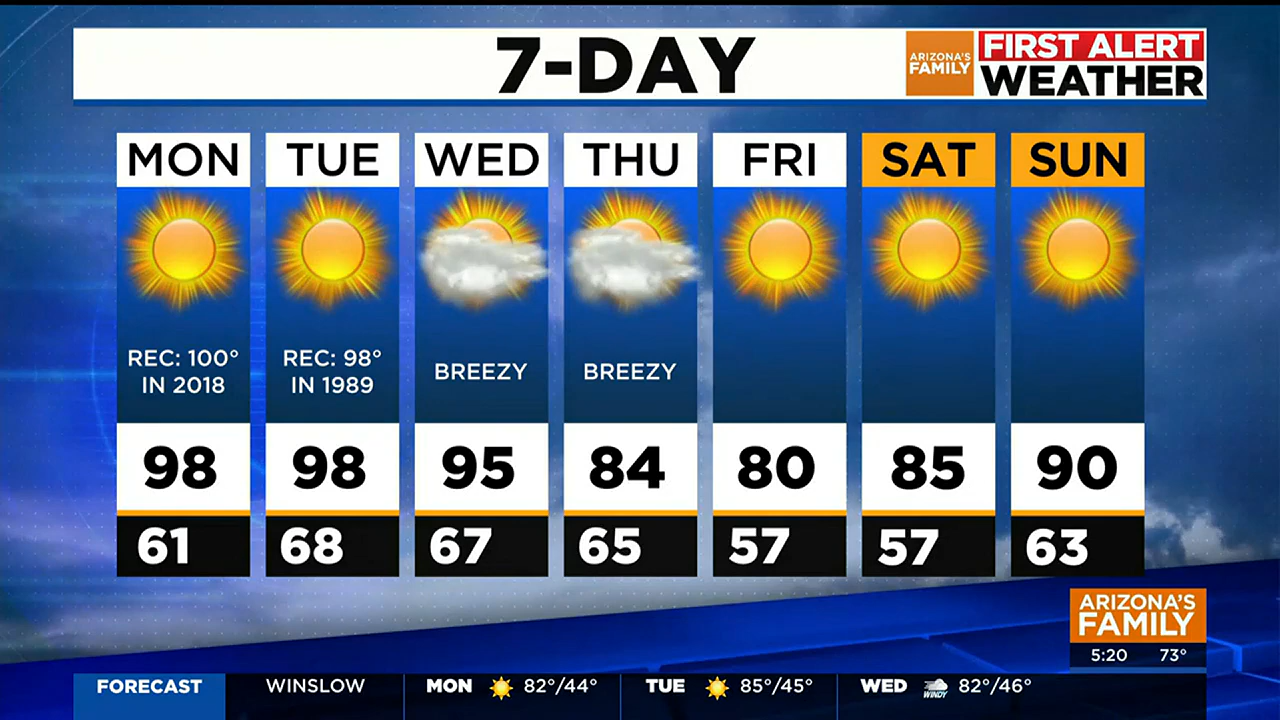 7-DAY
ARIZONA'S
FAMILY
FIRST ALERT
WEATHER
MON TUE WED THU FRI SAT SUN
REC: 100° IN 2018
REC: 98° IN 1989
BREEZY
BREEZY
98 98 95 84 80 85 90
61 68 67 65 57 57 63
ARIZONA'S
FAMILY
5:20 73°
FORECAST WINSLOW MON 82°/44° TUE 85°/45° WED WINDY 82°/46°